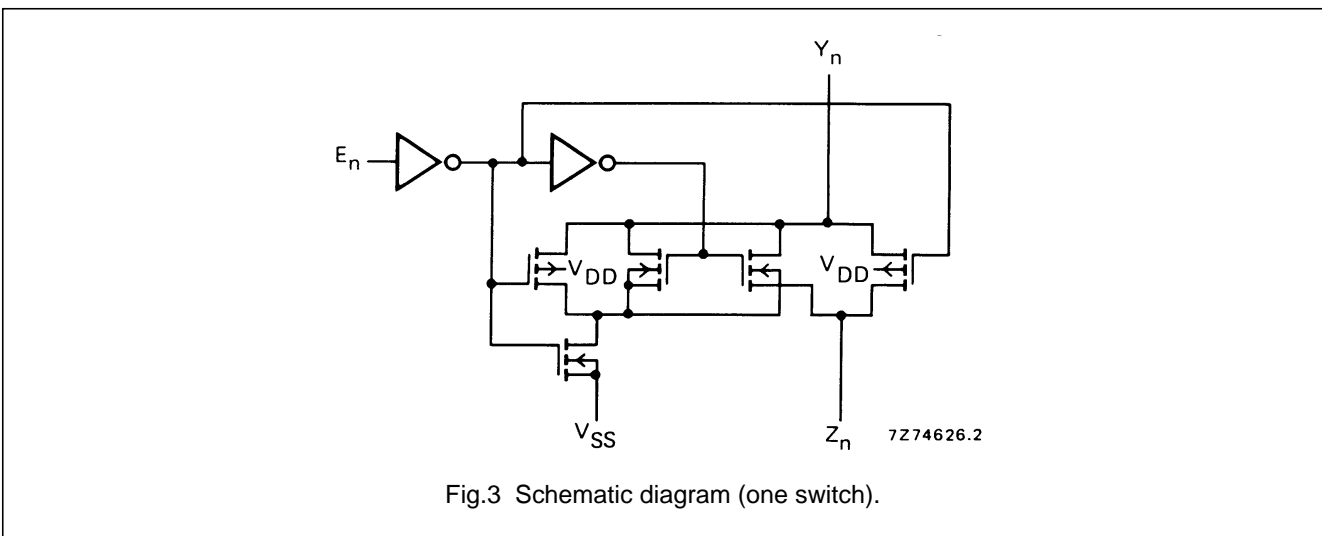 Yn
En
VDD
VDD
VSS
Zn
7Z74626.2
Fig.3 Schematic diagram (one switch).